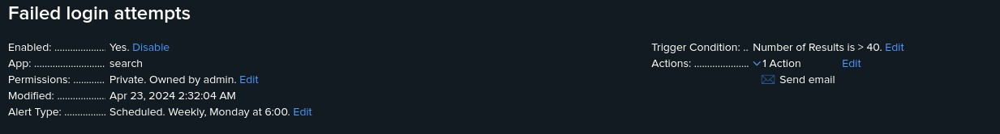 Failed login attempts
Enabled: ................... Yes. Disable
App: .......................... search
Permissions: ........... Private. Owned by admin. Edit
Modified: .................. Apr 23, 2024 2:32:04 AM
Alert Type: ............... Scheduled. Weekly, Monday at 6:00. Edit
Trigger Condition: .. Number of Results is > 40. Edit
Actions: .................... 1 Action Edit
Send email